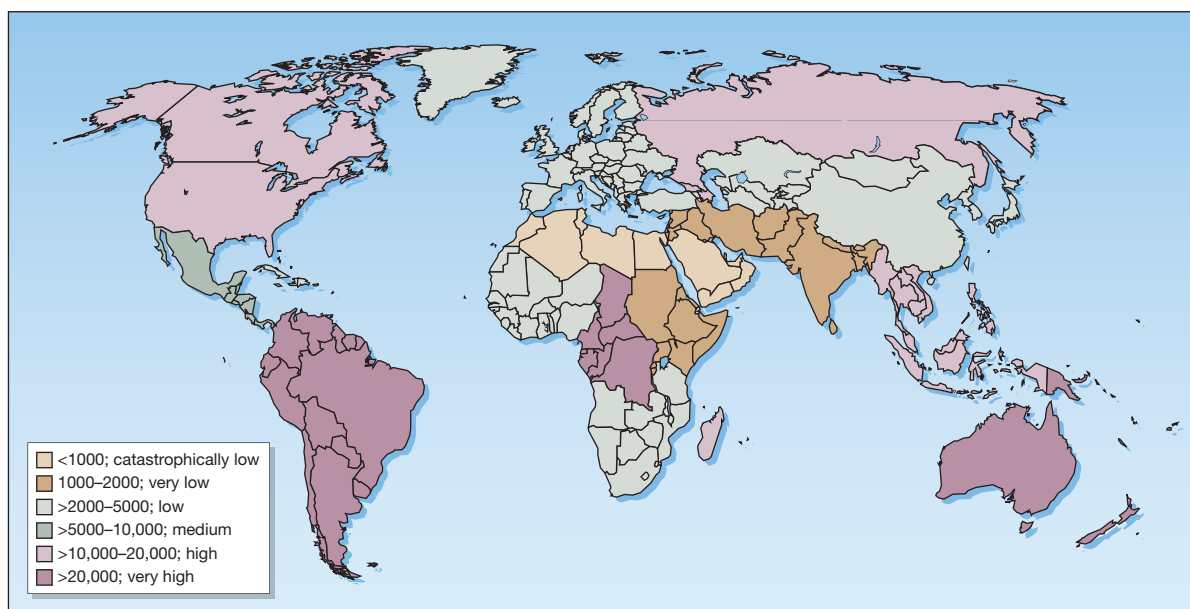 <1000; catastrophically low
1000–2000; very low
>2000–5000; low
>5000–10,000; medium
>10,000–20,000; high
>20,000; very high